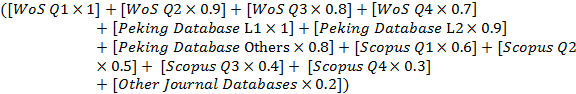 ([WoS Q1 × 1] + [WoS Q2 × 0.9] + [WoS Q3 × 0.8] + [WoS Q4 × 0.7]
+ [Peking Database L1 × 1] + [Peking Database L2 × 0.9]
+ [Peking Database Others × 0.8] + [Scopus Q1 × 0.6] + [Scopus Q2
× 0.5] + [Scopus Q3 × 0.4] + [Scopus Q4 × 0.3]
+ [Other Journal Databases × 0.2])